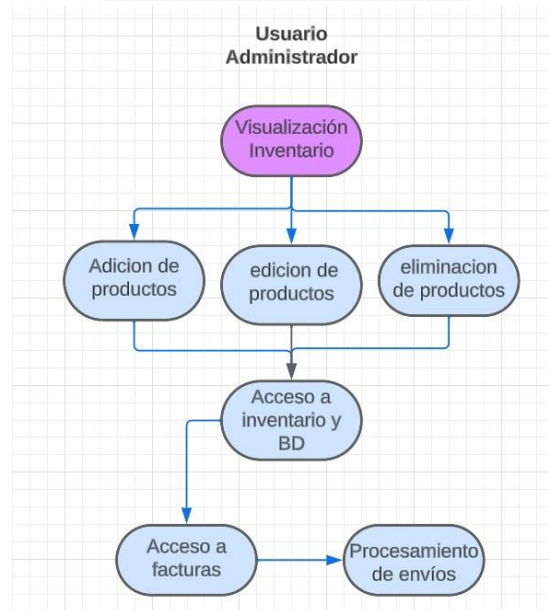 Usuario
Administrador
Visualización
Inventario
Adicion de
productos
edicion de
productos
eliminacion
de productos
Acceso a
inventario y
BD
Acceso a
facturas
Procesamiento
de envíos